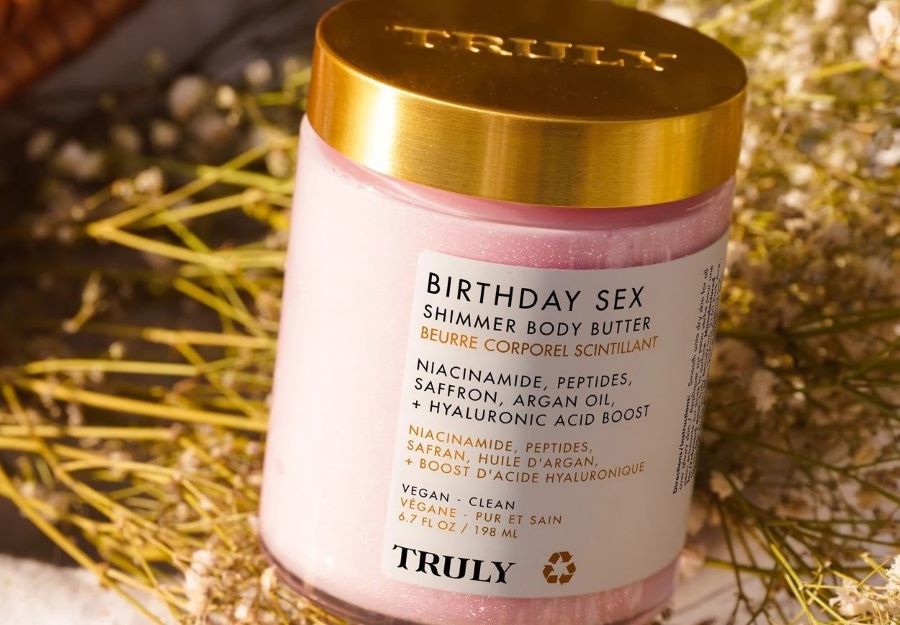 TRULY
BIRTHDAY SEX
SHIMMER BODY BUTTER
BEURRE CORPOREL SCINTILLANT
NIACINAMIDE, PEPTIDES,
SAFFRON, ARGAN OIL,
+ HYALURONIC ACID BOOST
NIACINAMIDE, PEPTIDES,
SAFRAN, HUILE D'ARGAN,
+ BOOST D'ACIDE HYALURONIQUE
VEGAN - CLEAN
VÉGANE - PUR ET SAIN
6.7 FL OZ / 198 ML
TRULY